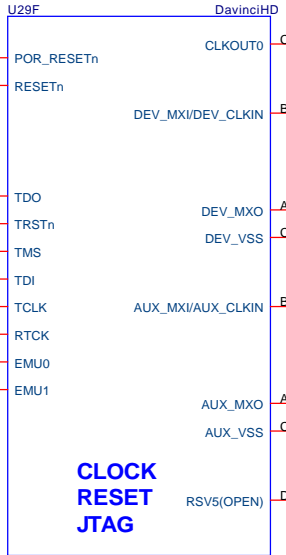 U29F DavinciHD
CLKOUT0 C
POR_RESETn
RESETn
DEV_MXI/DEV_CLKIN B
TDO
DEV_MXO A
TRSTn
DEV_VSS C
TMS
TDI
TCLK
AUX_MXI/AUX_CLKIN B
RTCK
EMU0
EMU1
AUX_MXO A
AUX_VSS C
CLOCK
RESET
RSV5(OPEN) D
JTAG